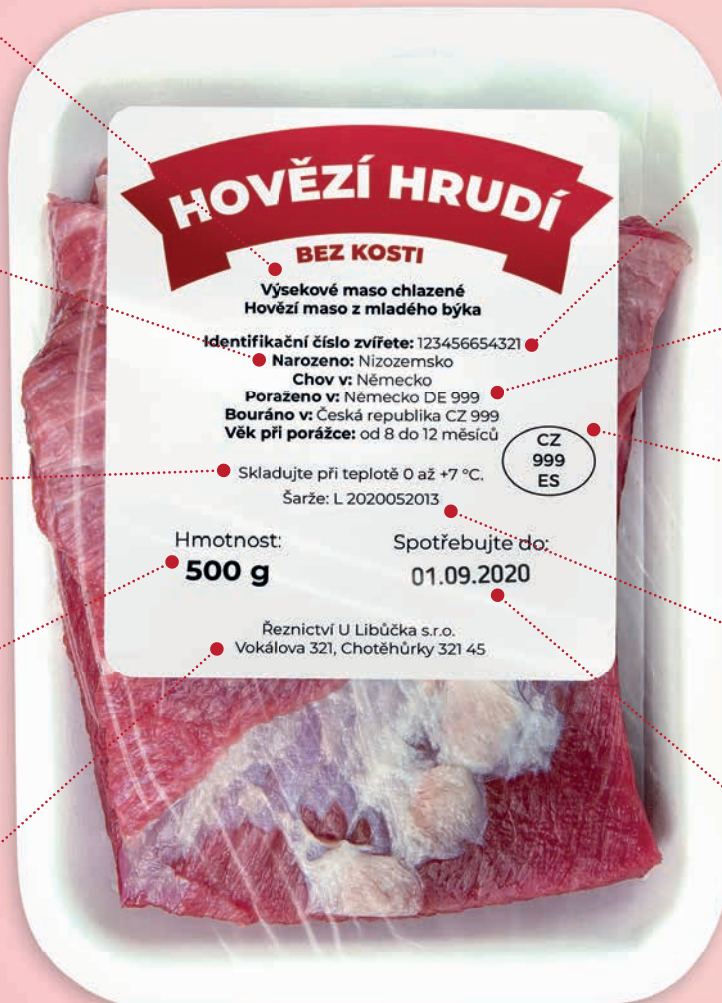 HOVĚZÍ HRUDÍ
BEZ KOSTI
Výsekové maso chlazené
Hovězí maso z mladého býka
Identifikační číslo zvířete: 123456654321
Narozeno: Nizozemsko
Chov v: Německo
Poraženo v: Německo DE 999
Bouráno v: Česká republika CZ 999
Věk při porážce: od 8 do 12 měsíců
CZ
999
ES
Skladujte při teplotě 0 až +7 °C.
Šarže: L 2020052013
Hmotnost:
500 g
Spotřebujte do:
01.09.2020
Řeznictví U Libůčka s.r.o.
Vokálova 321, Chotěhůrky 321 45